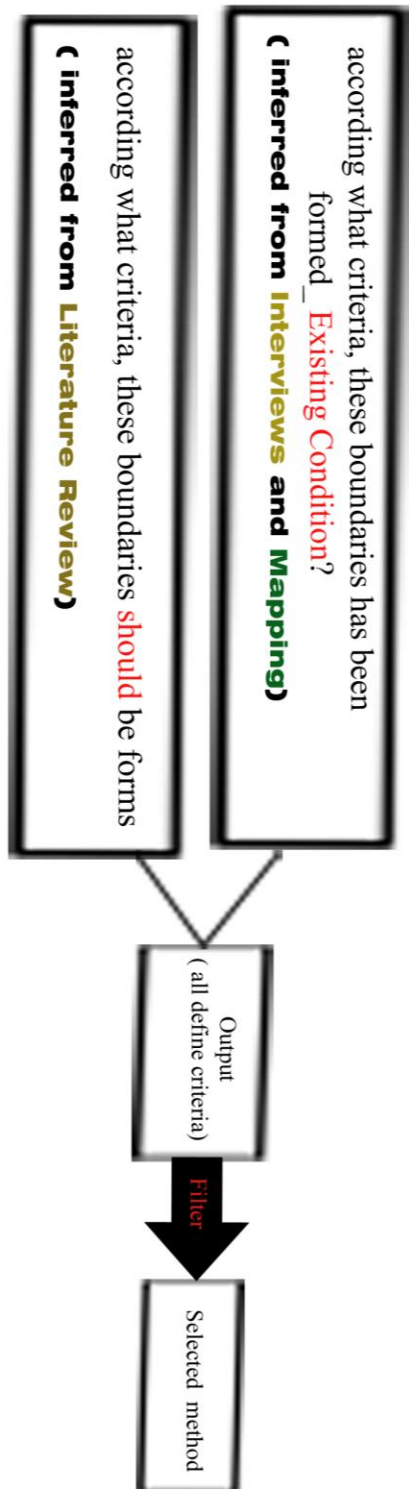 according what criteria, these boundaries has been
formed_ Existing Condition?
( inferred from Interviews and Mapping)
according what criteria, these boundaries should be forms
( inferred from Literature Review)
Output
( all define criteria)
Filter
Selected method